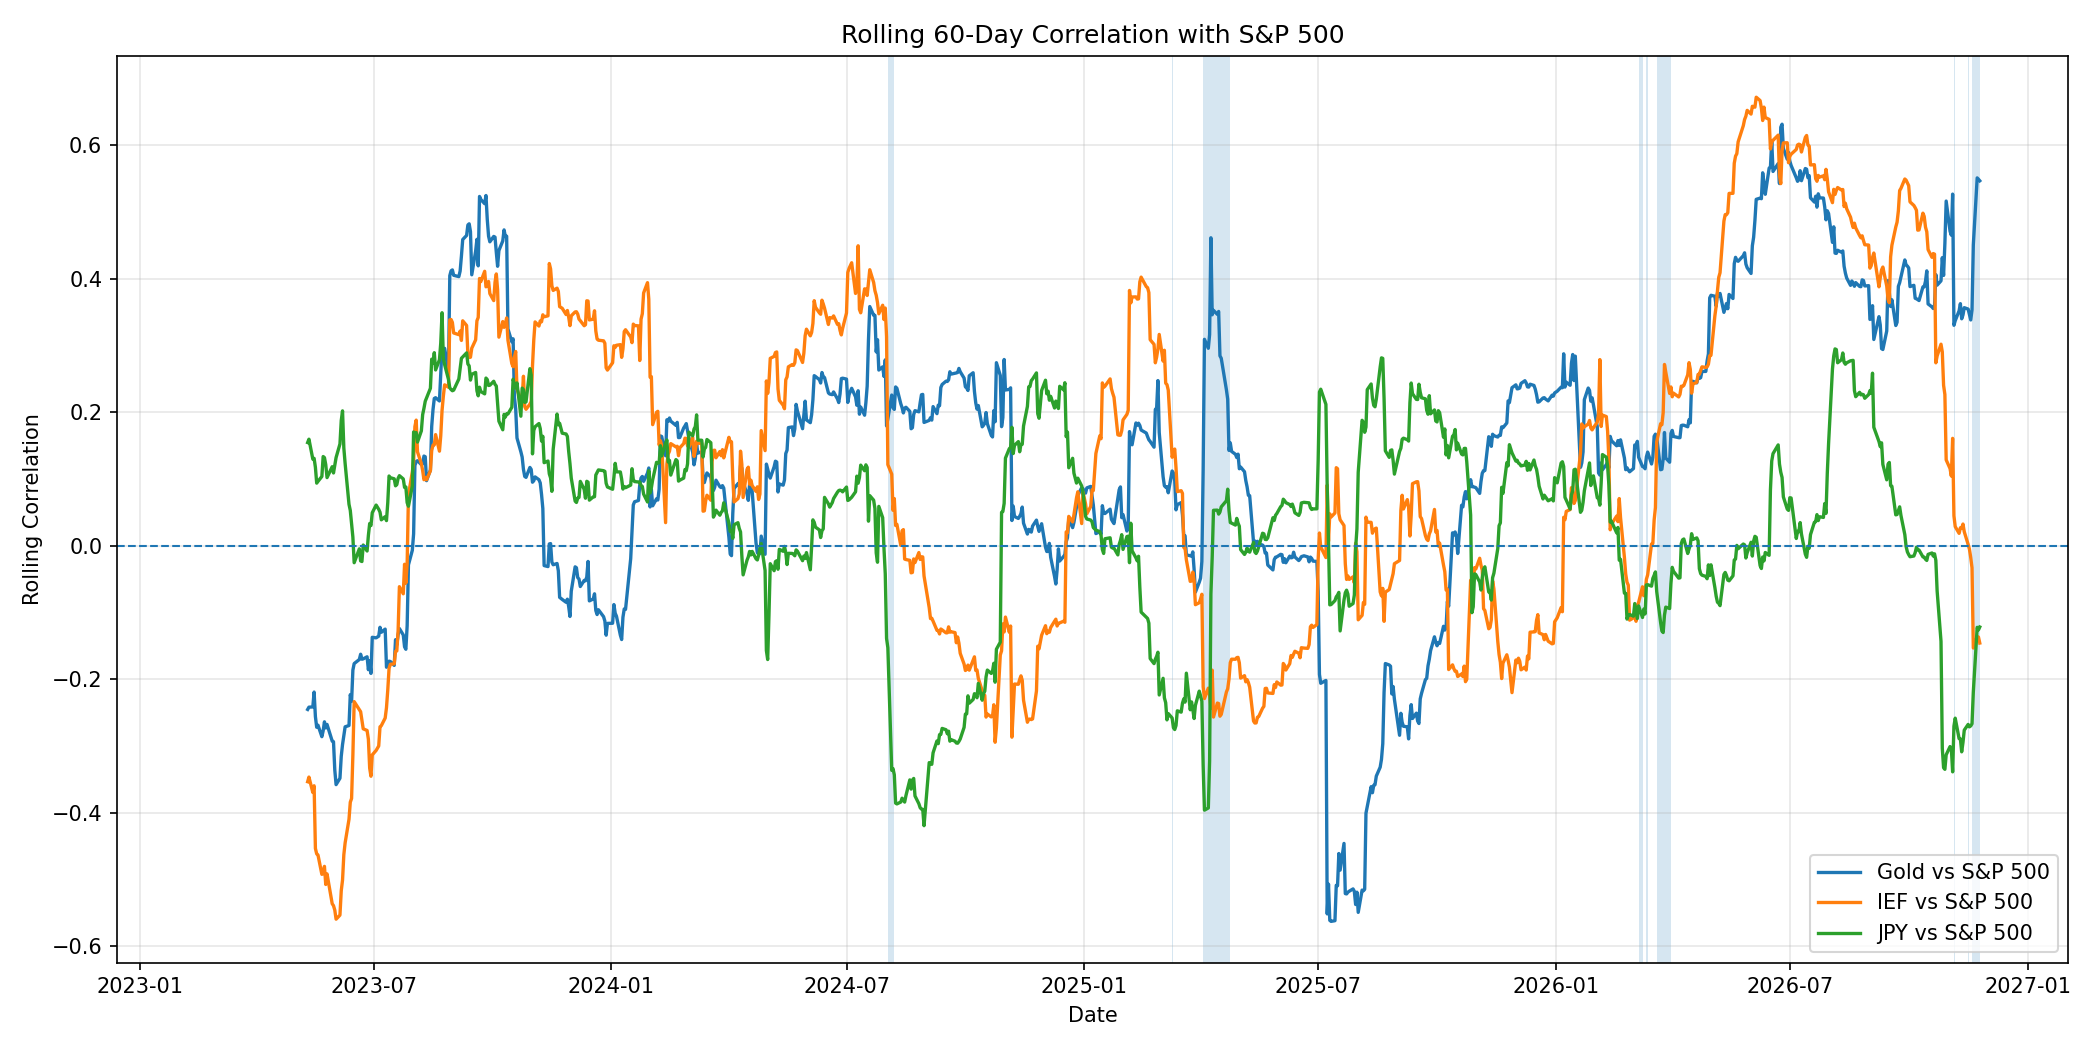 Rolling 60-Day Correlation with S&P 500
Rolling Correlation
0.6
0.4
0.2
0.0
−0.2
−0.4
−0.6
2023-01
2023-07
2024-01
2024-07
2025-01
2025-07
2026-01
2026-07
2027-01
Date
Gold vs S&P 500
IEF vs S&P 500
JPY vs S&P 500